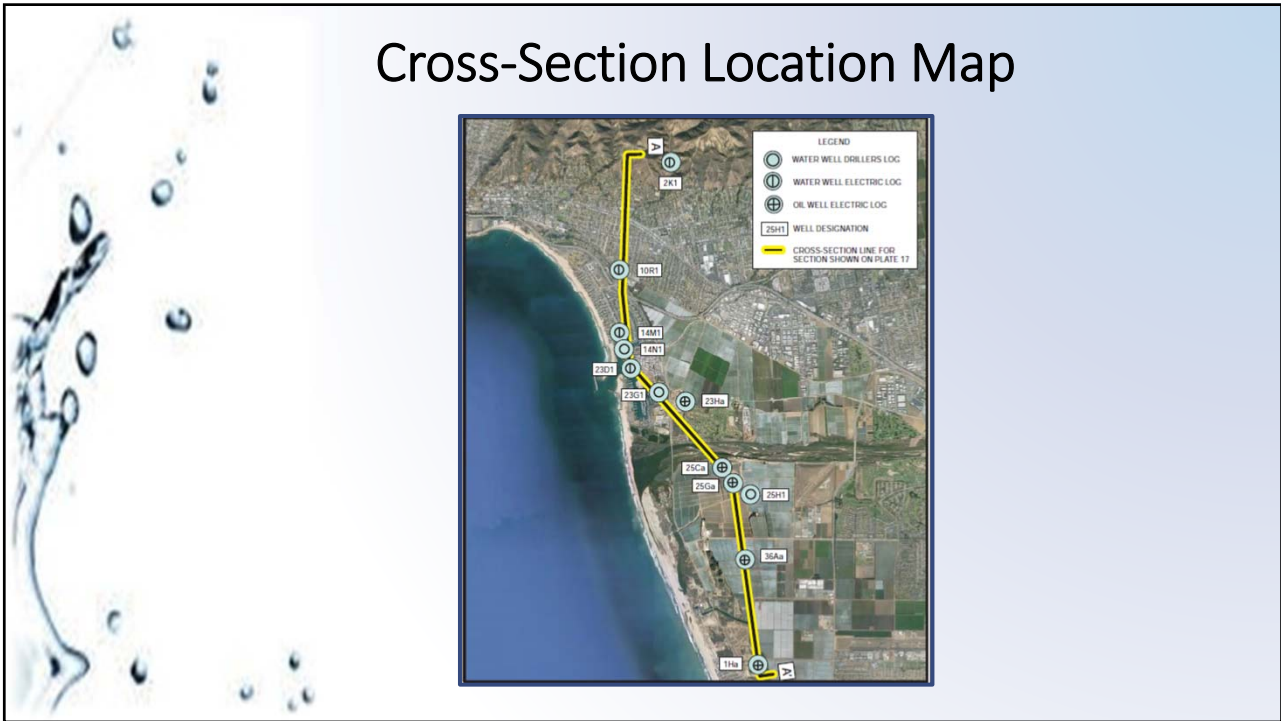 Cross-Section Location Map
LEGEND
WATER WELL DRILLERS LOG
WATER WELL ELECTRIC LOG
OIL WELL ELECTRIC LOG
25H1 WELL DESIGNATION
CROSS-SECTION LINE FOR
SECTION SHOWN ON PLATE 17
A
2K1
10R1
14M1
14N1
23D1
23G1
23Ha
25Ca
25Ga
25H1
36Aa
1Ha
A'